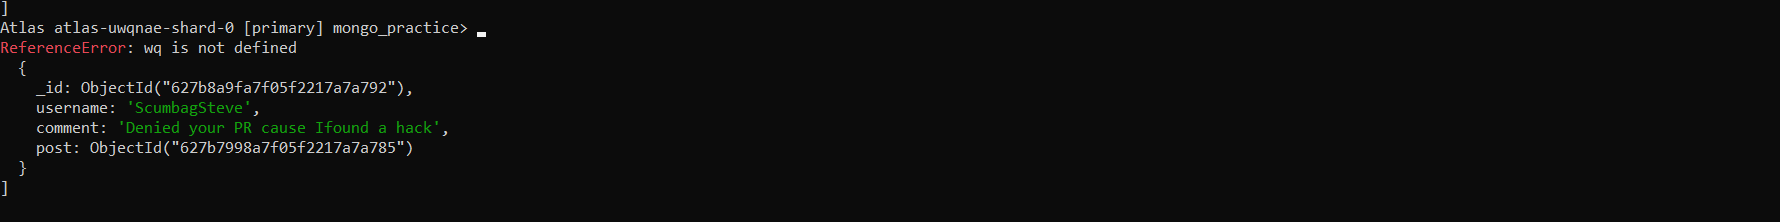 ]
Atlas atlas-uwqnae-shard-0 [primary] mongo_practice>
ReferenceError: wq is not defined
  {
    _id: ObjectId("627b8a9fa7f05f2217a7a792"),
    username: 'ScumbagSteve',
    comment: 'Denied your PR cause Ifound a hack',
    post: ObjectId("627b7998a7f05f2217a7a785")
  }
]